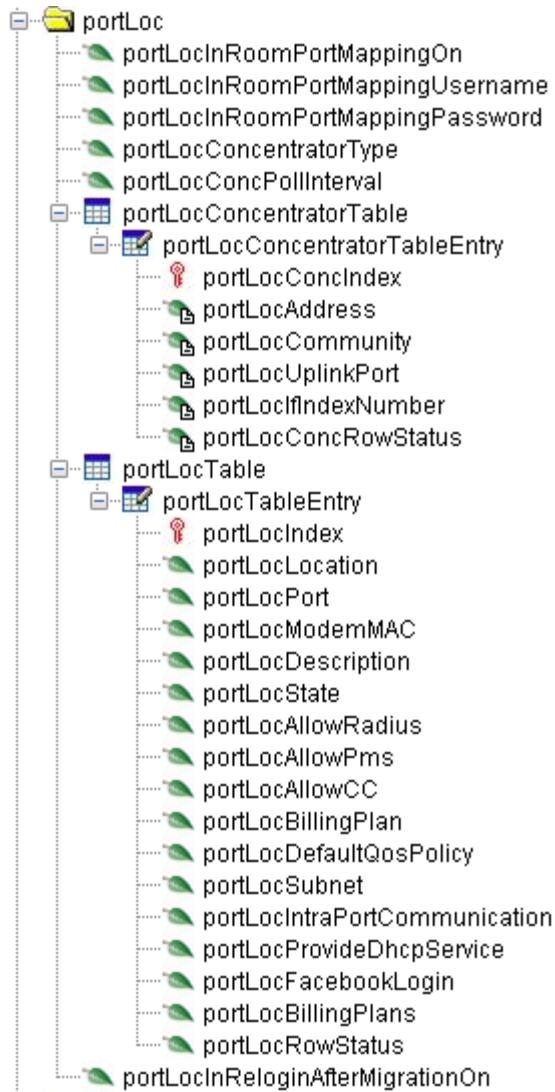 portLoc
portLocInRoomPortMappingOn
portLocInRoomPortMappingUsername
portLocInRoomPortMappingPassword
portLocConcentratorType
portLocConcPollInterval
portLocConcentratorTable
portLocConcentratorTableEntry
portLocConcIndex
portLocAddress
portLocCommunity
portLocUplinkPort
portLocIfIndexNumber
portLocConcRowStatus
portLocTable
portLocTableEntry
portLocIndex
portLocLocation
portLocPort
portLocModemMAC
portLocDescription
portLocState
portLocAllowRadius
portLocAllowPms
portLocAllowCC
portLocBillingPlan
portLocDefaultQosPolicy
portLocSubnet
portLocIntraPortCommunication
portLocProvideDhcpService
portLocFacebookLogin
portLocBillingPlans
portLocRowStatus
portLocInReloginAfterMigrationOn